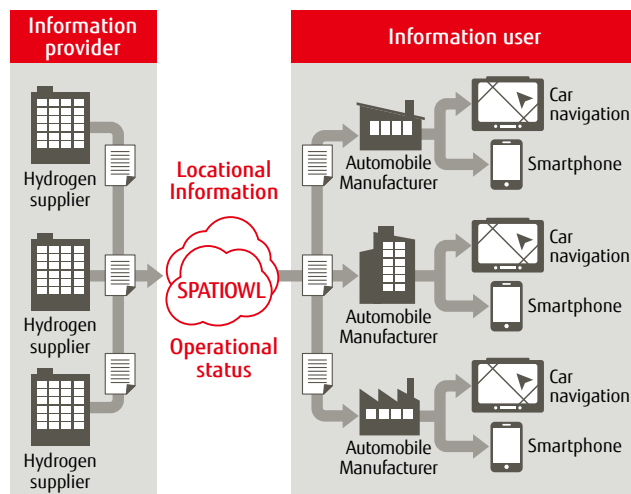 Information
provider
Information user
Hydrogen
supplier
Hydrogen
supplier
Hydrogen
supplier
Locational
Information
SPATIOWL
Operational
status
Automobile
Manufacturer
Car
navigation
Smartphone
Automobile
Manufacturer
Car
navigation
Smartphone
Automobile
Manufacturer
Car
navigation
Smartphone